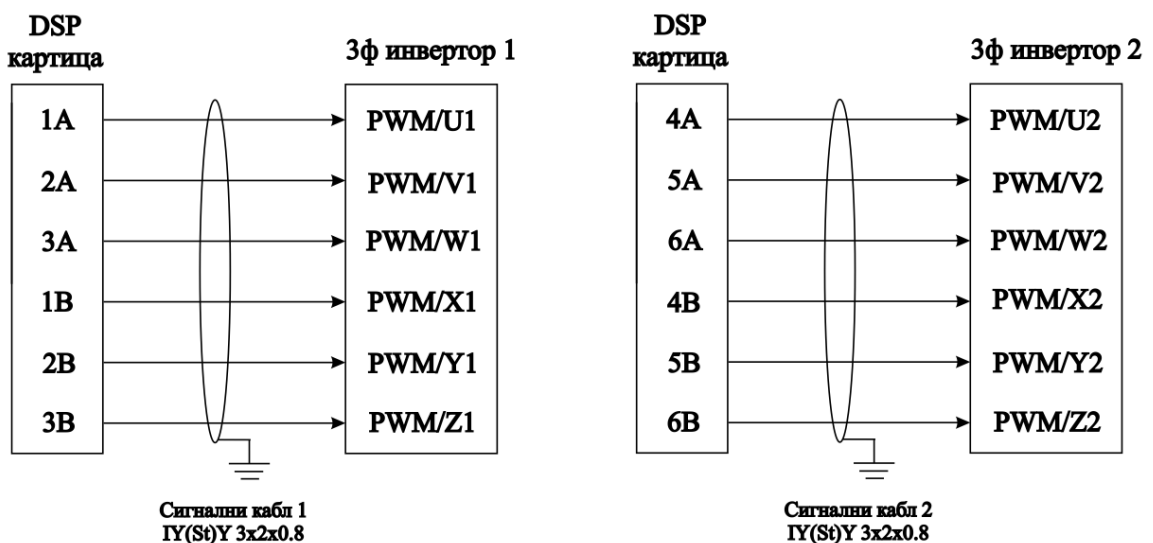 DSP
картица
3ф инвертор 1
1A
PWM/U1
2A
PWM/V1
3A
PWM/W1
1B
PWM/X1
2B
PWM/Y1
3B
PWM/Z1
Сигнални кабл 1
IY(St)Y 3x2x0.8
DSP
картица
3ф инвертор 2
4A
PWM/U2
5A
PWM/V2
6A
PWM/W2
4B
PWM/X2
5B
PWM/Y2
6B
PWM/Z2
Сигнални кабл 2
IY(St)Y 3x2x0.8